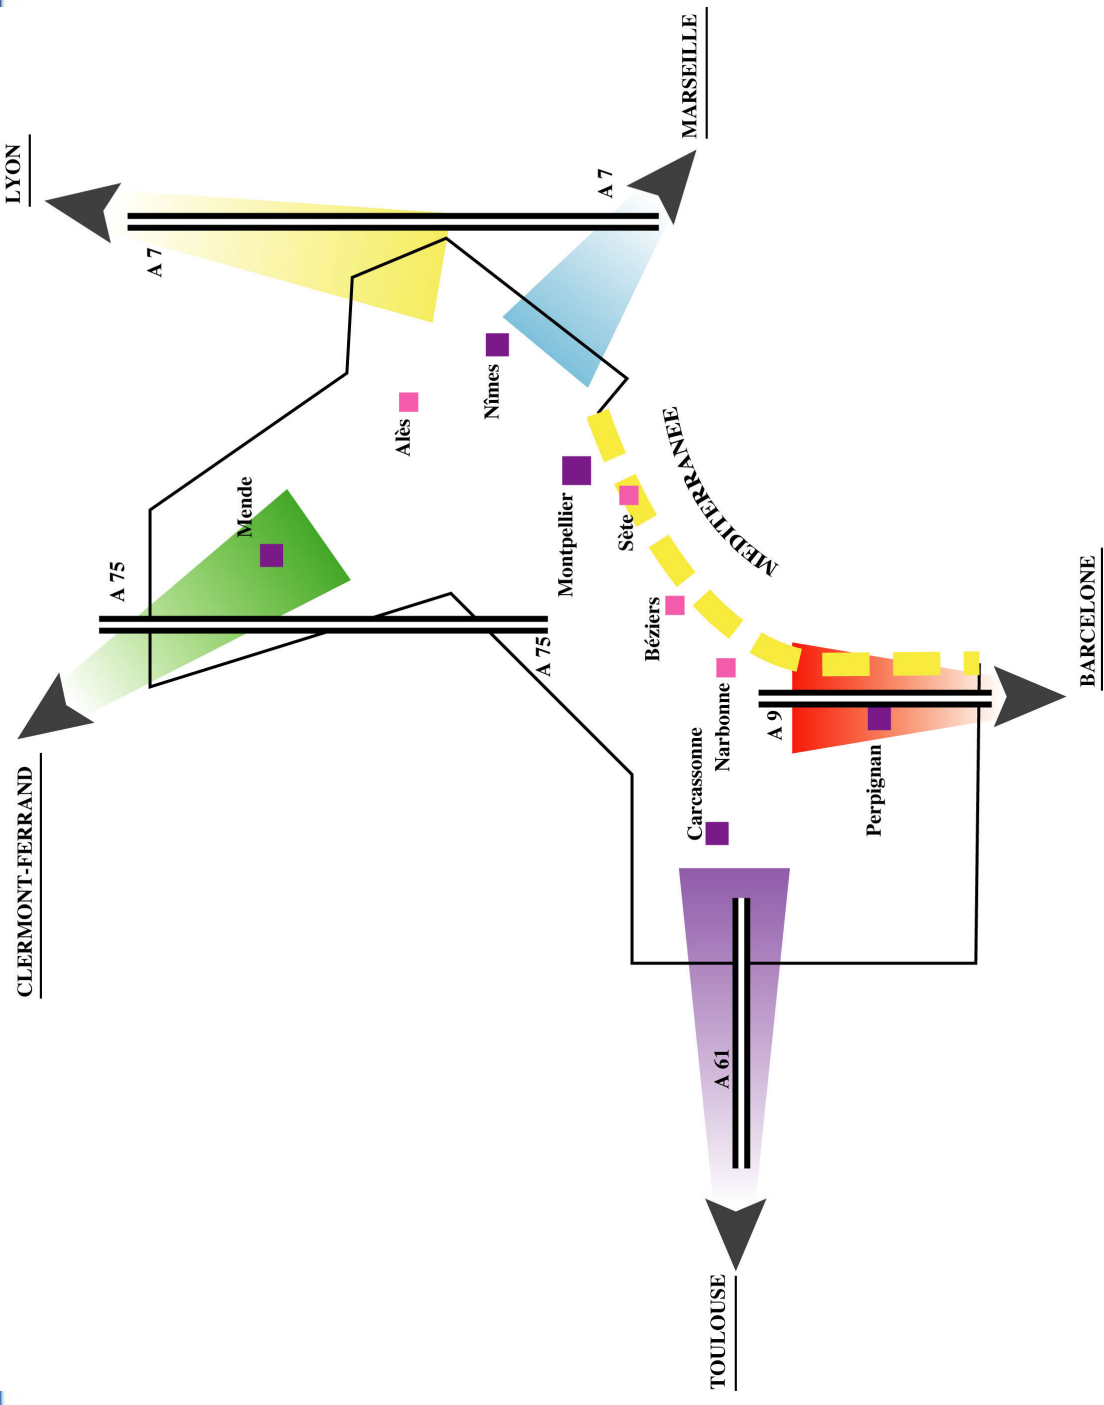 LYON
MARSEILLE
A 7
A 7
Nîmes
Alès
Mende
A 75
Montpellier
Sète
MEDITERRANEE
Béziers
A 75
BARCELONE
Narbonne
A 9
Carcassonne
Perpignan
CLERMONT-FERRAND
A 61
TOULOUSE